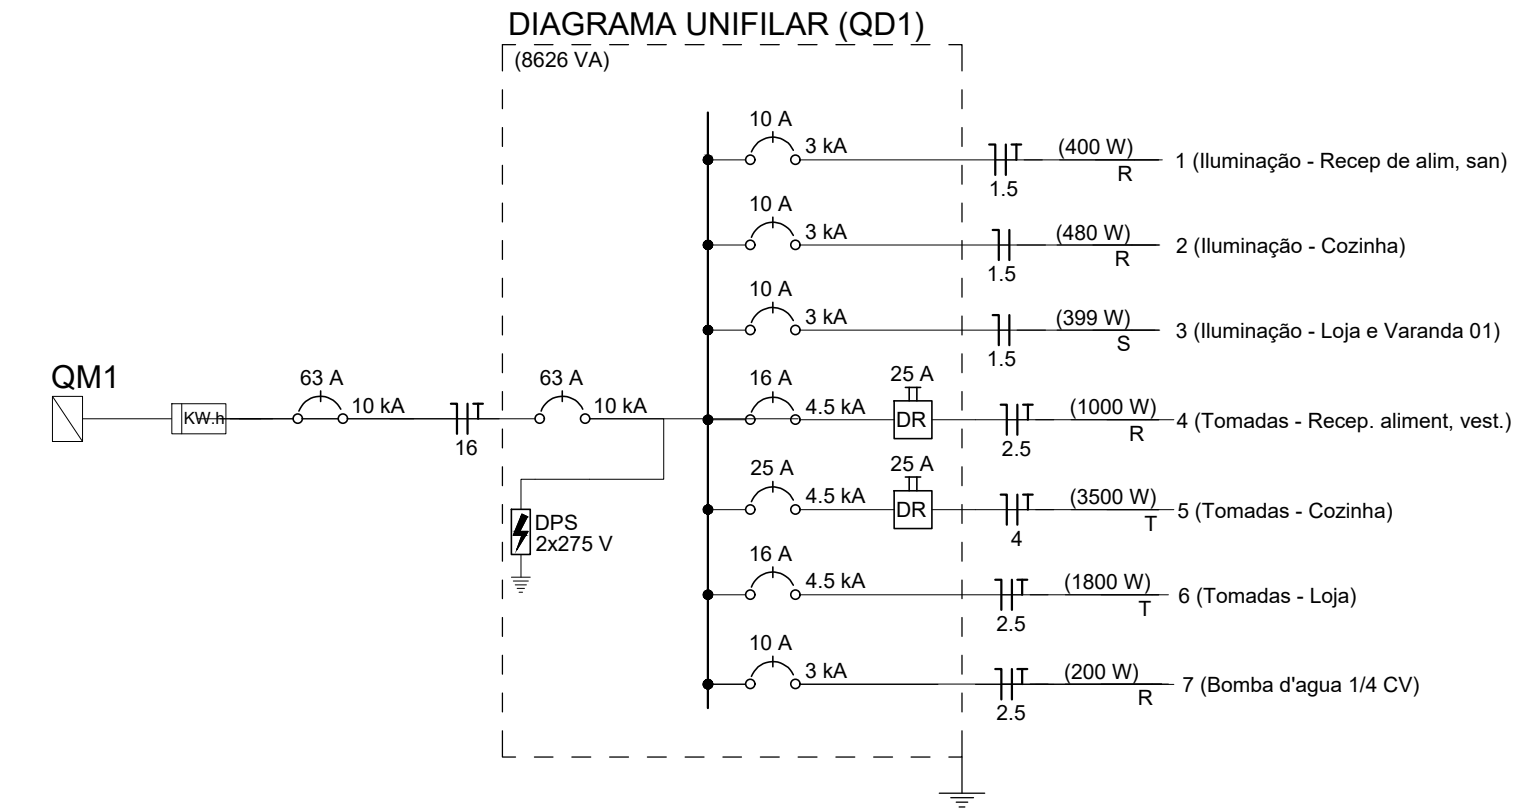 DIAGRAMA UNIFILAR (QD1)
(8626 VA)
10 A
3 kA
1.5
(400 W)
R
1 (Iluminação - Recep de alim, san)
10 A
3 kA
1.5
(480 W)
R
2 (Iluminação - Cozinha)
10 A
3 kA
1.5
(399 W)
S
3 (Iluminação - Loja e Varanda 01)
QM1
KW.h
63 A
10 kA
T
16
63 A
10 kA
16 A
4.5 kA
25 A
DR
T
2.5
(1000 W)
R
4 (Tomadas - Recep. aliment, vest.)
DPS
2x275 V
25 A
4.5 kA
25 A
DR
T
4
(3500 W)
T
5 (Tomadas - Cozinha)
16 A
4.5 kA
T
2.5
(1800 W)
T
6 (Tomadas - Loja)
10 A
3 kA
T
2.5
(200 W)
R
7 (Bomba d'agua 1/4 CV)